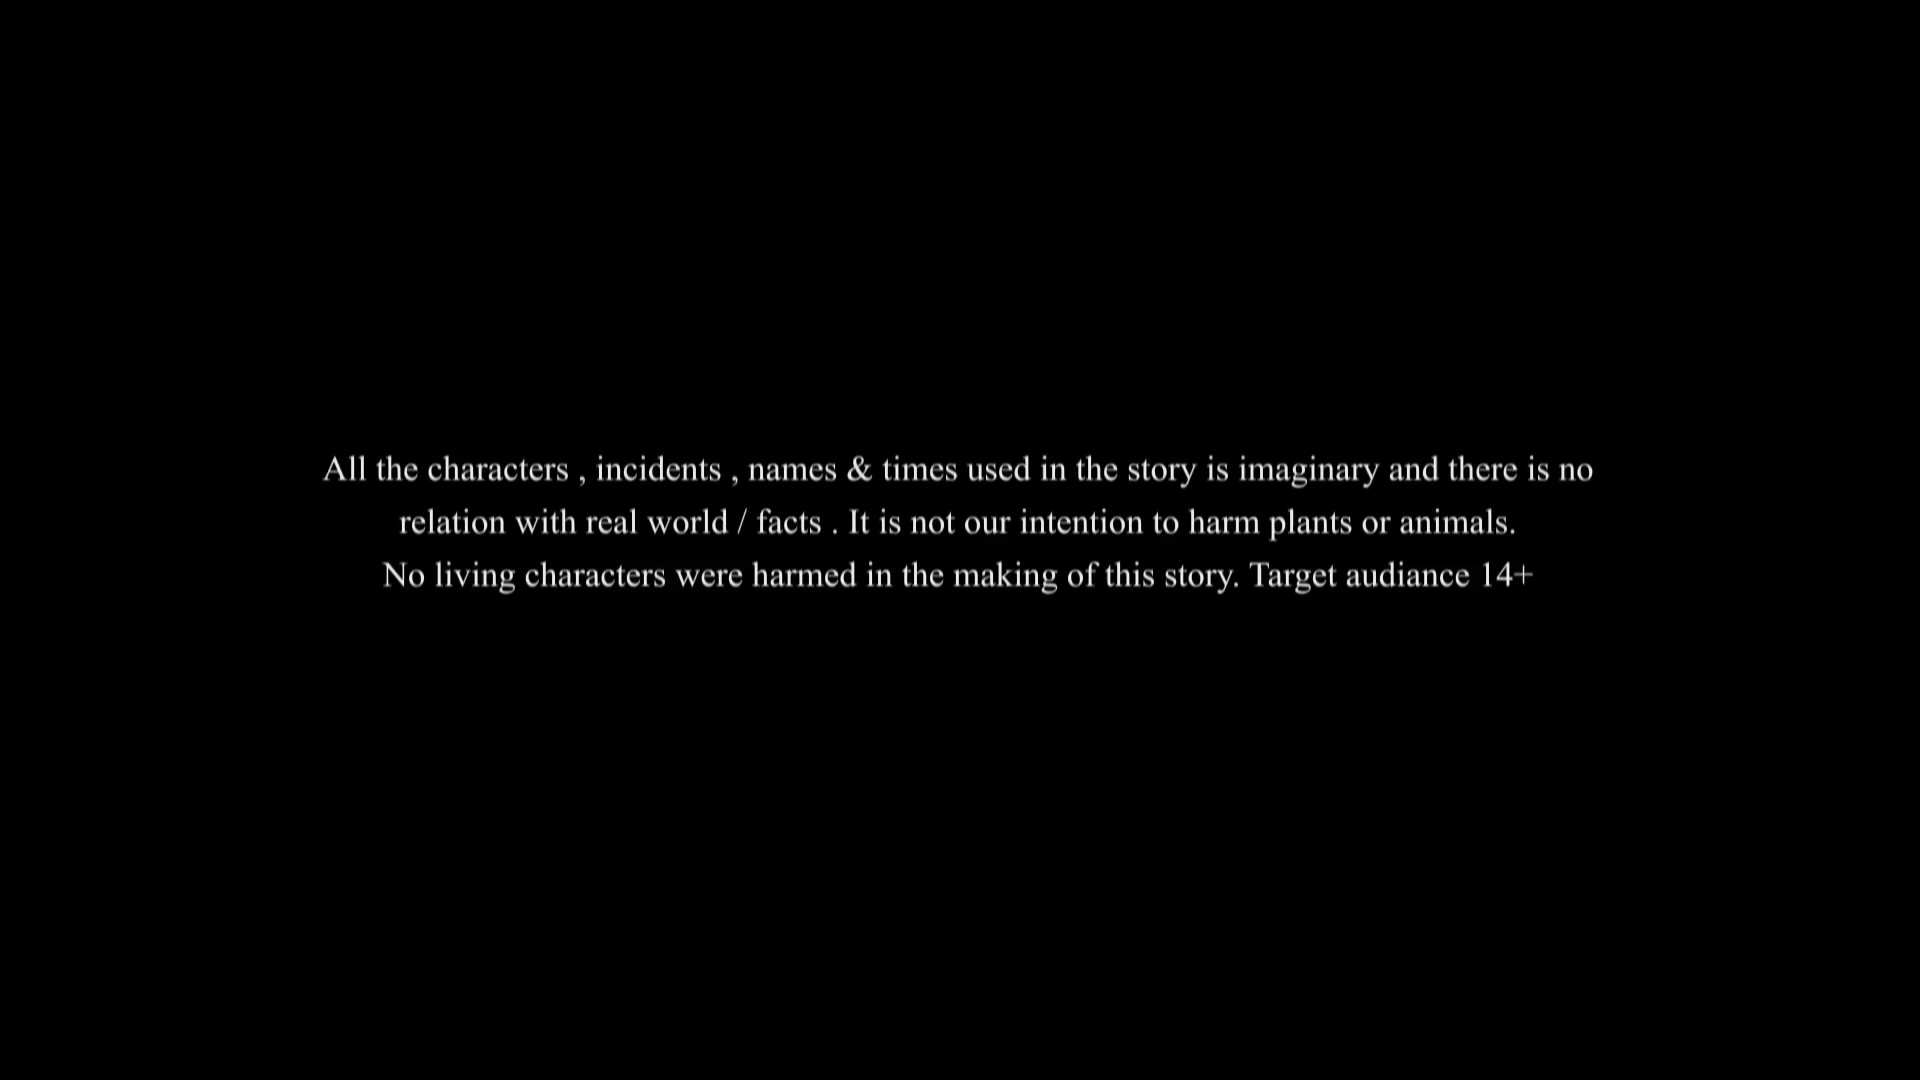 All the characters , incidents , names & times used in the story is imaginary and there is no
relation with real world / facts . It is not our intention to harm plants or animals.
No living characters were harmed in the making of this story. Target audiance 14+